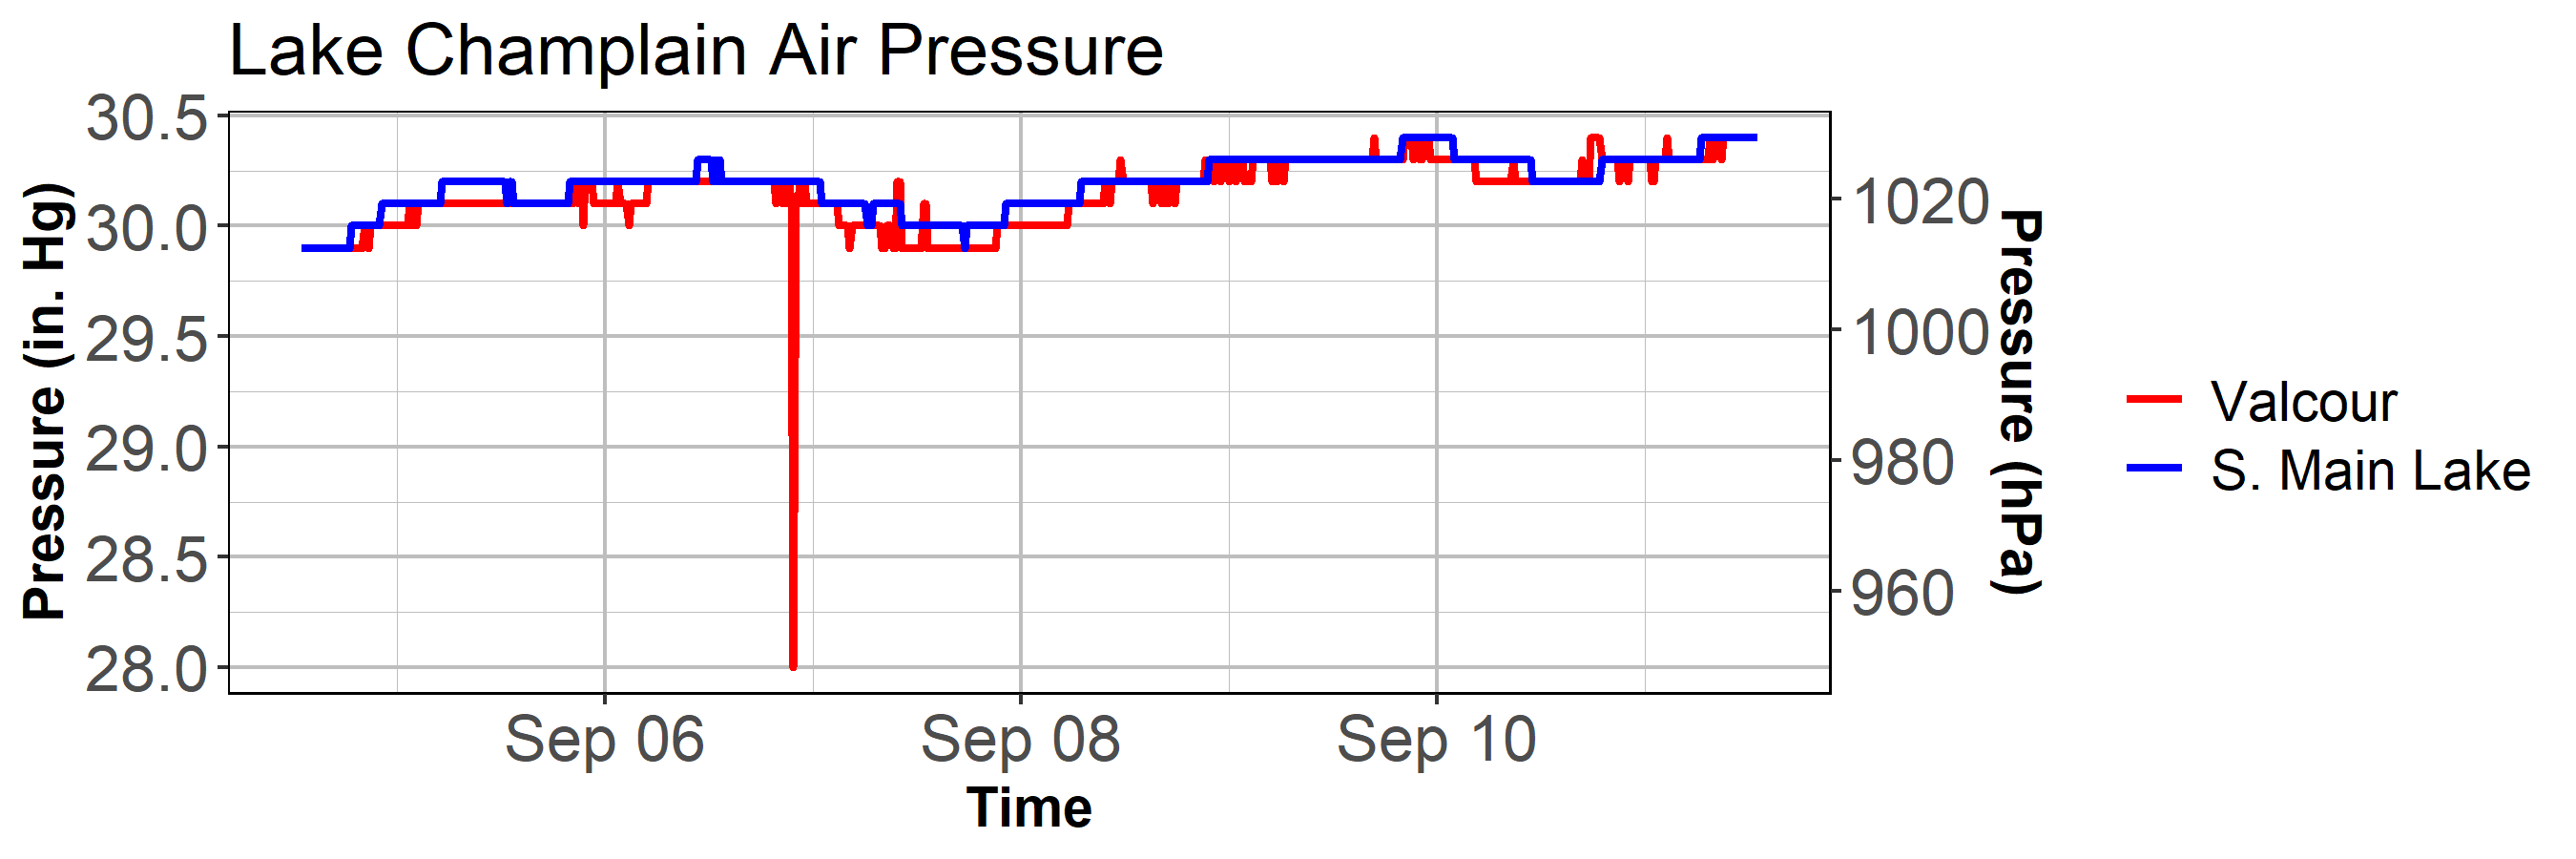 Lake Champlain Air Pressure
30.5
30.0
29.5
29.0
28.5
28.0
Pressure (in. Hg)
1020
1000
980
960
Pressure (hPa)
Sep 06
Sep 08
Sep 10
Time
Valcour
S. Main Lake